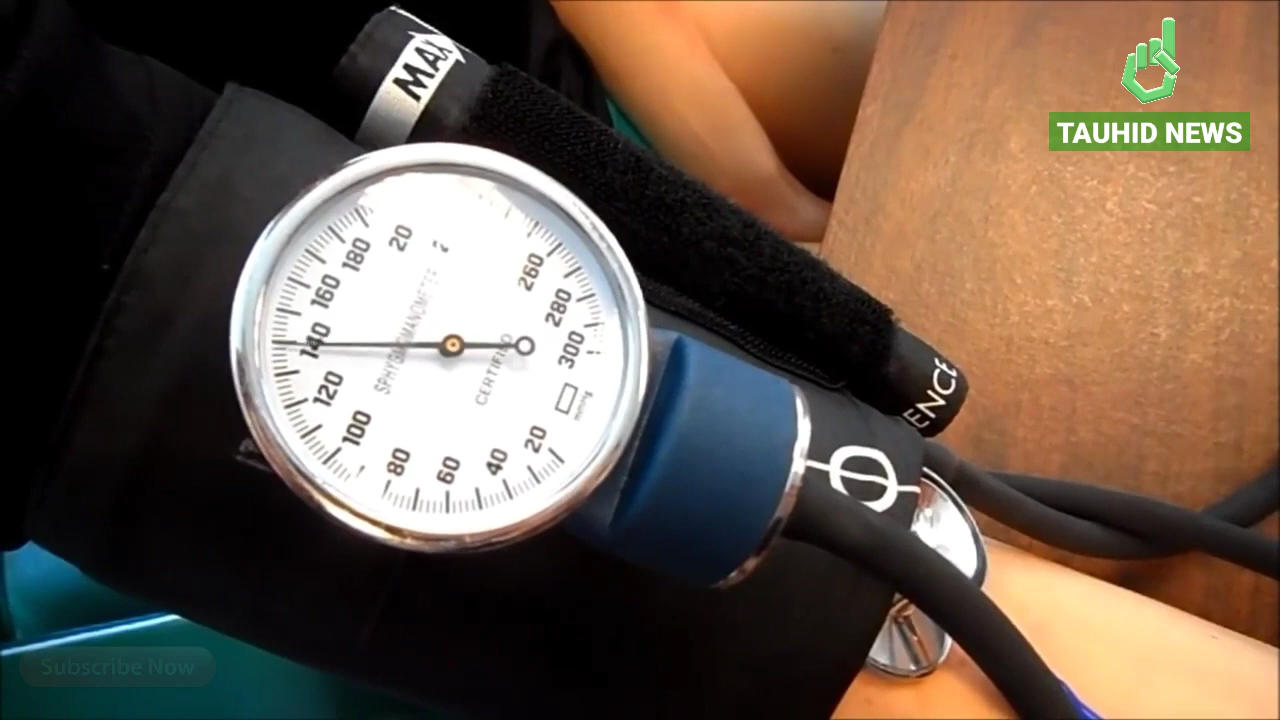 MAX
TAUHID NEWS
20
180
160
140
120
100
80
60
40
20
260
280
300
SPHYGMOMANOMETER
CERTIFIED
mmHg
ENCE
Subscribe Now